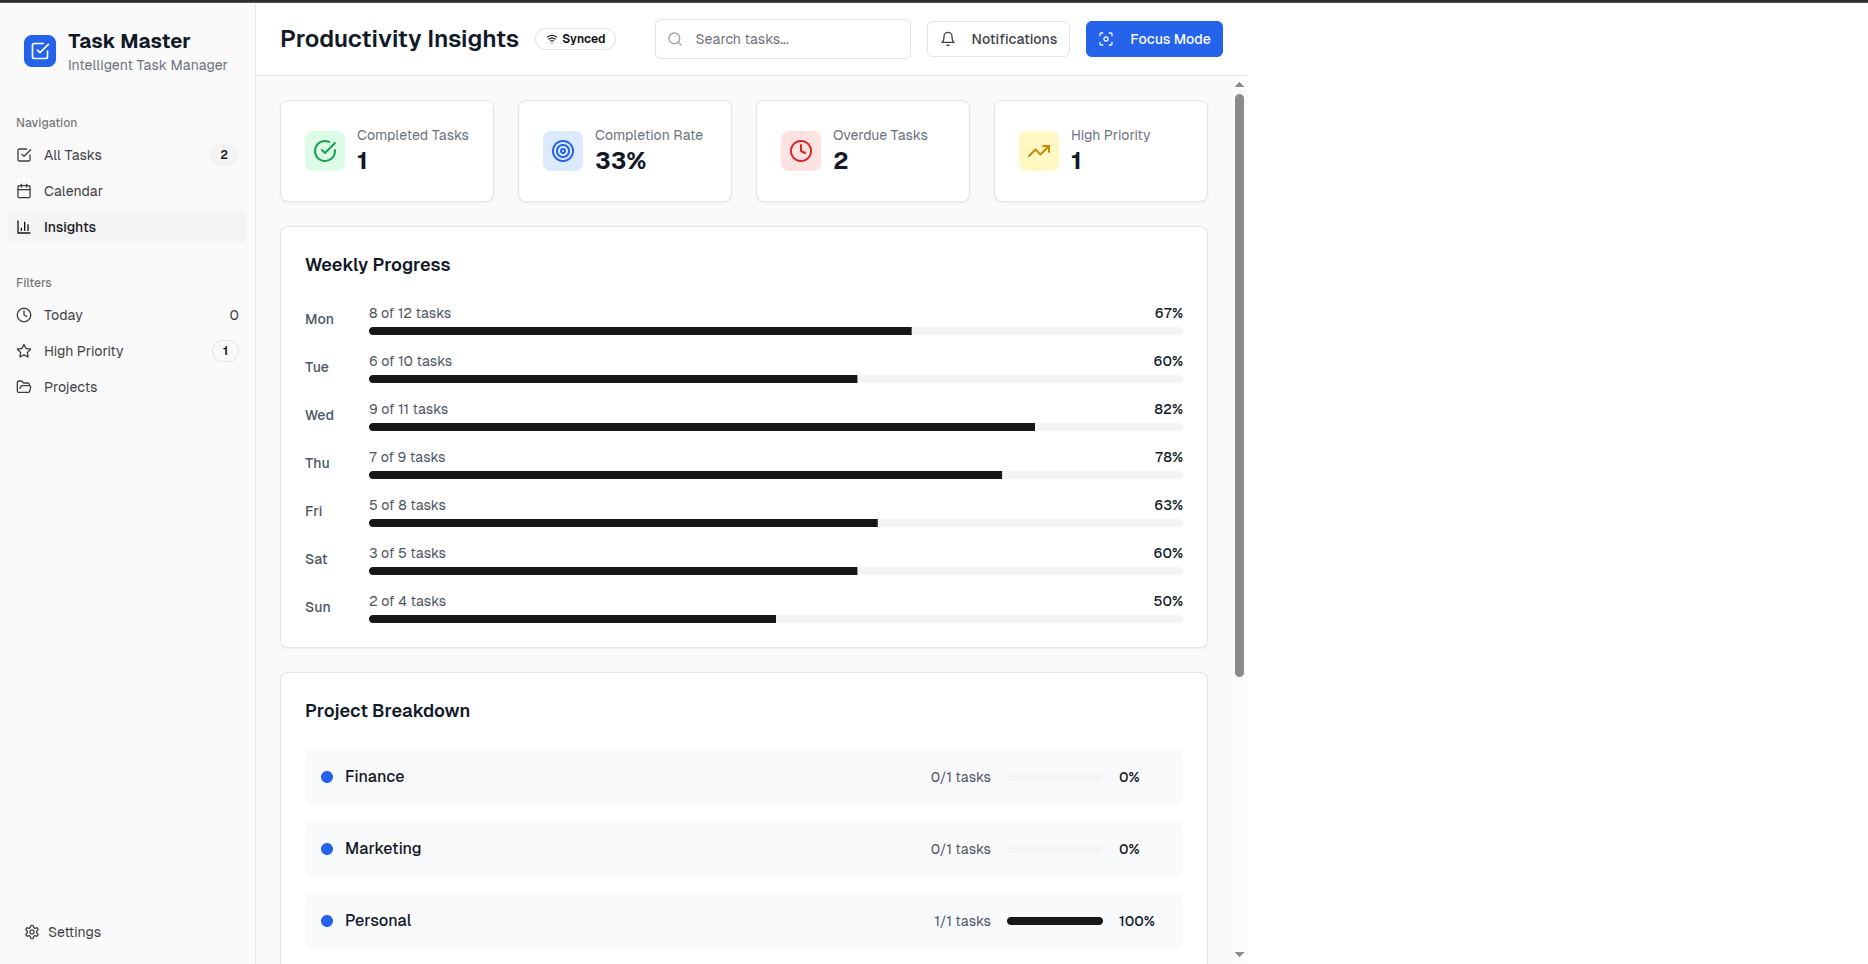 Task Master
Intelligent Task Manager
Navigation
All Tasks 2
Calendar
Insights
Filters
Today 0
High Priority 1
Projects
Settings
Productivity Insights
Synced
Search tasks...
Notifications
Focus Mode
Completed Tasks
1
Completion Rate
33%
Overdue Tasks
2
High Priority
1
Weekly Progress
Mon 8 of 12 tasks 67%
Tue 6 of 10 tasks 60%
Wed 9 of 11 tasks 82%
Thu 7 of 9 tasks 78%
Fri 5 of 8 tasks 63%
Sat 3 of 5 tasks 60%
Sun 2 of 4 tasks 50%
Project Breakdown
Finance 0/1 tasks 0%
Marketing 0/1 tasks 0%
Personal 1/1 tasks 100%